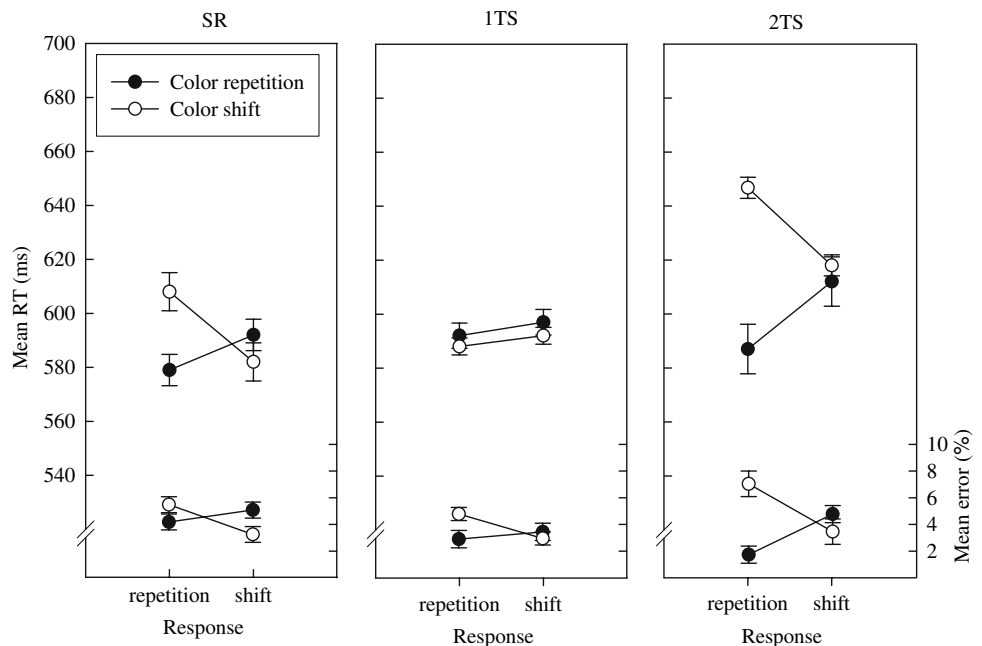 SR
1TS
2TS
700
680
660
640
620
600
580
560
540
Mean RT (ms)
Color repetition
Color shift
10
8
6
4
2
Mean error (%)
repetition shift
Response
repetition shift
Response
repetition shift
Response